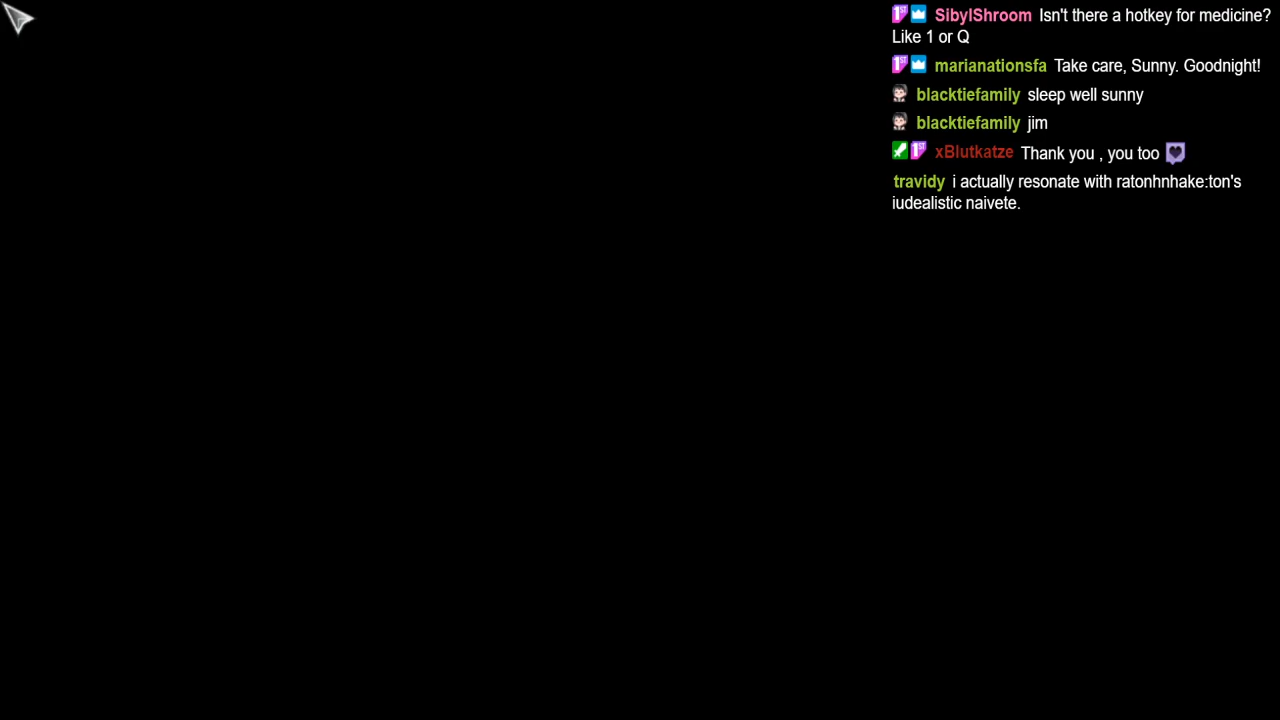 SibylShroom Isn't there a hotkey for medicine?
Like 1 or Q
marianationsfa Take care, Sunny. Goodnight!
blacktiefamily sleep well sunny
blacktiefamily jim
xBlutkatze Thank you , you too
travidy i actually resonate with ratonhnhake:ton's
iudealistic naivete.